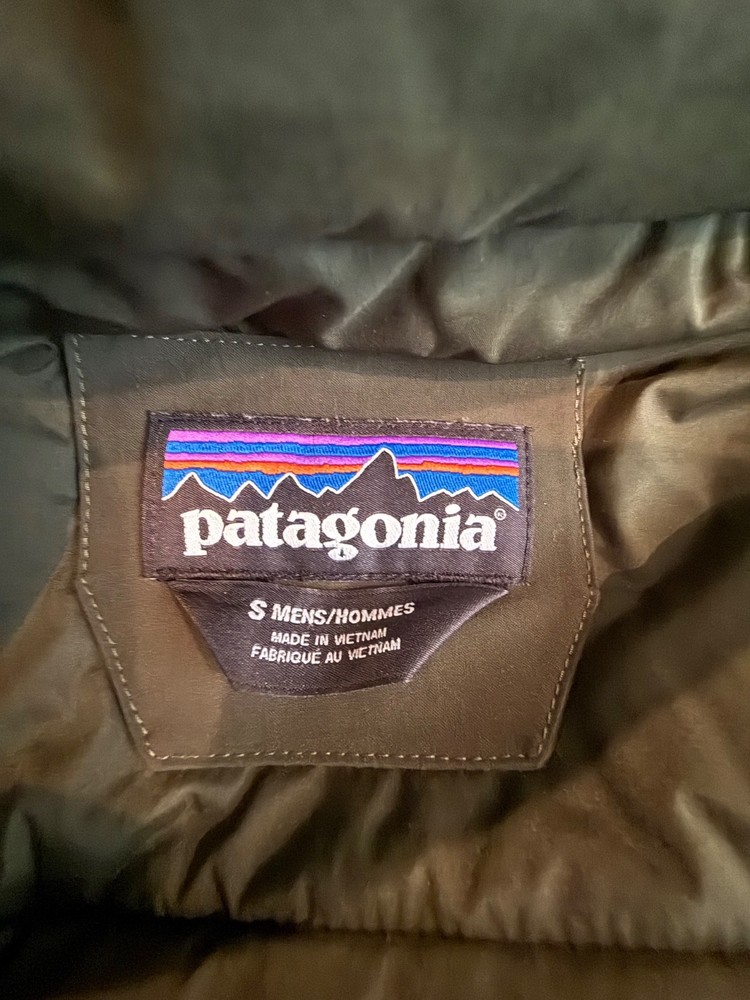 patagonia®
S MENS/HOMMES
MADE IN VIETNAM
FABRIQUÉ AU VIETNAM